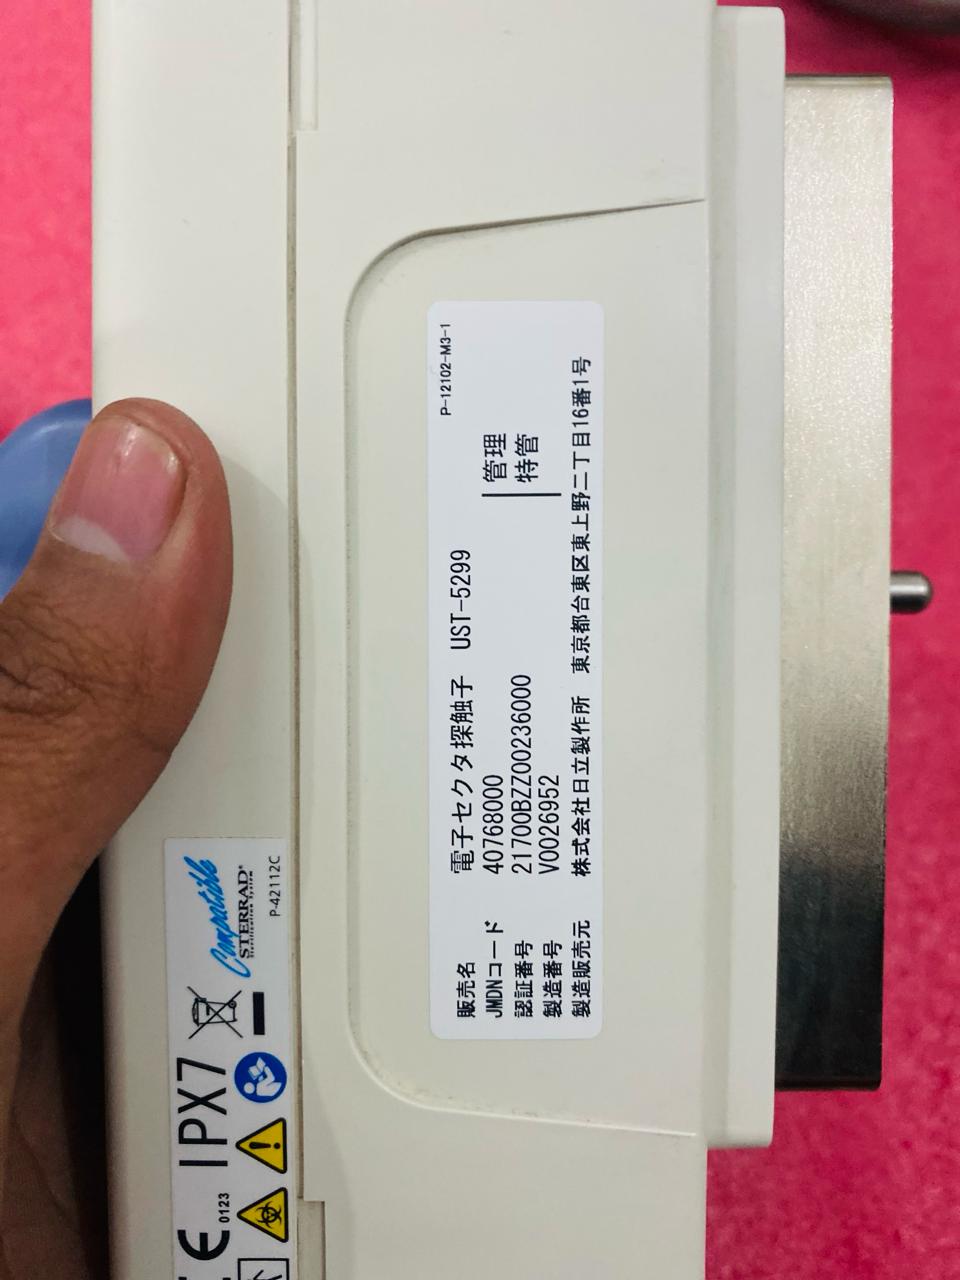 P-12102-M3-1
販売名 電子セクタ探触子 UST-5299
JMDNコード 40768000 管理
認証番号 21700BZZ00236000 特管
製造番号 V0026952
製造販売元 株式会社日立製作所 東京都台東区東上野二丁目16番1号
CE 0123
IPX7
Compatible
STERRAD®
Sterilization System
P-42112C